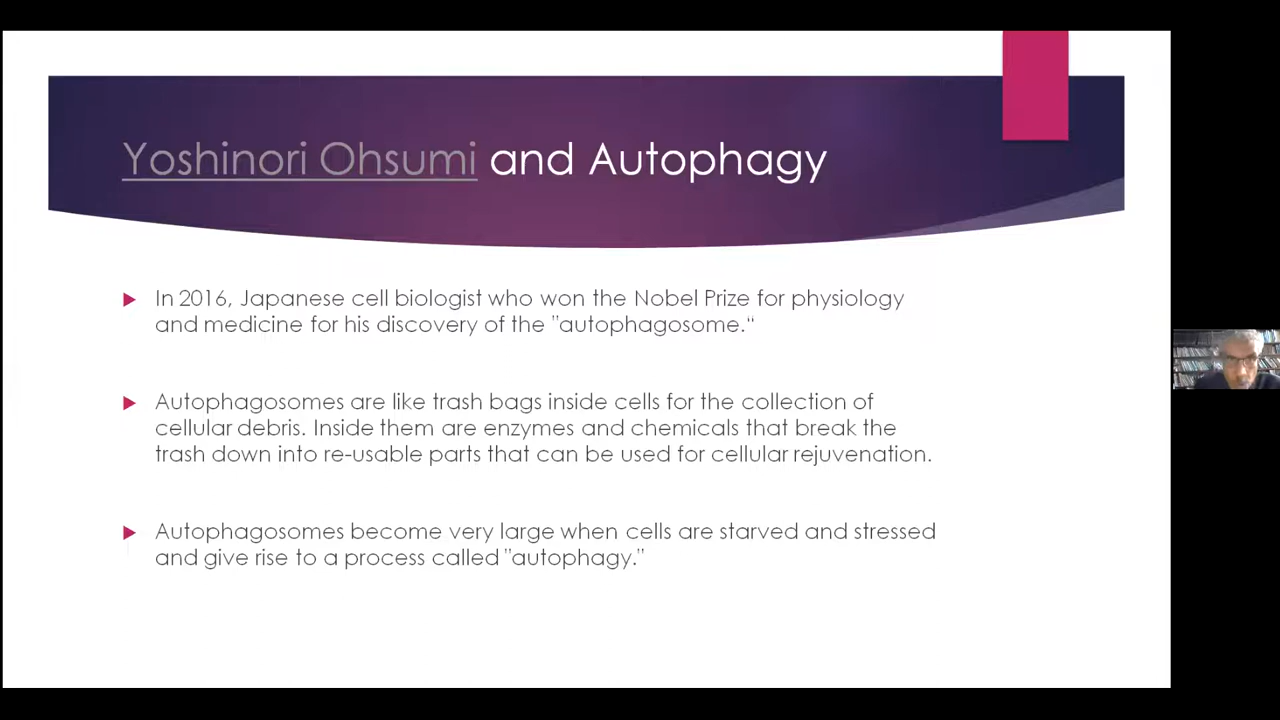 Yoshinori Ohsumi and Autophagy
In 2016, Japanese cell biologist who won the Nobel Prize for physiology
and medicine for his discovery of the "autophagosome.“
Autophagosomes are like trash bags inside cells for the collection of
cellular debris. Inside them are enzymes and chemicals that break the
trash down into re-usable parts that can be used for cellular rejuvenation.
Autophagosomes become very large when cells are starved and stressed
and give rise to a process called "autophagy."